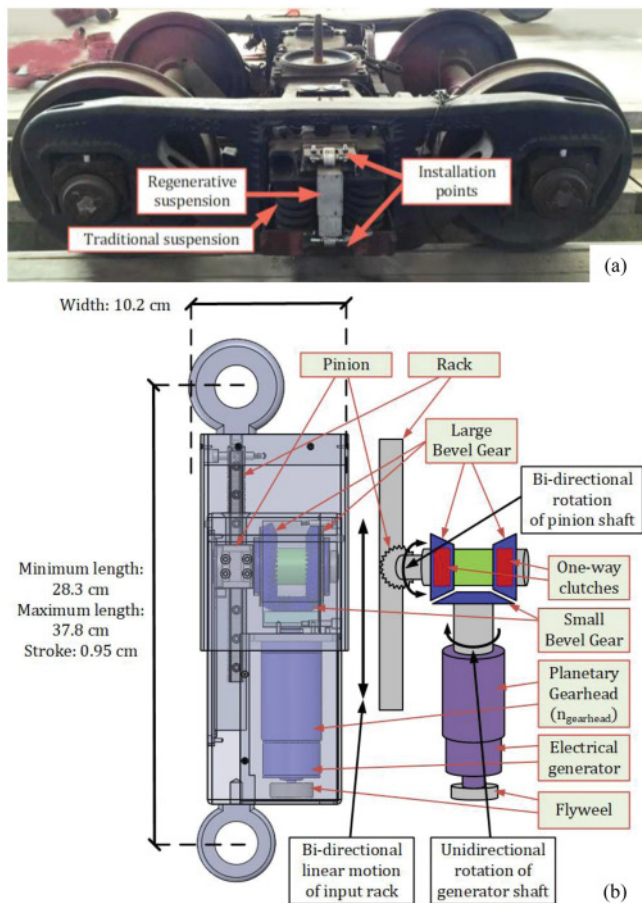 Regenerative
suspension
Installation
points
Traditional suspension
(a)
Width: 10.2 cm
Pinion
Rack
Large
Bevel Gear
Bi-directional
rotation
of pinion shaft
Minimum length:
28.3 cm
Maximum length:
37.8 cm
Stroke: 0.95 cm
One-way
clutches
Small
Bevel Gear
Planetary
Gearhead
(n_gearhead)
Electrical
generator
Flyweel
Bi-directional
linear motion
of input rack
Unidirectional
rotation of
generator shaft
(b)